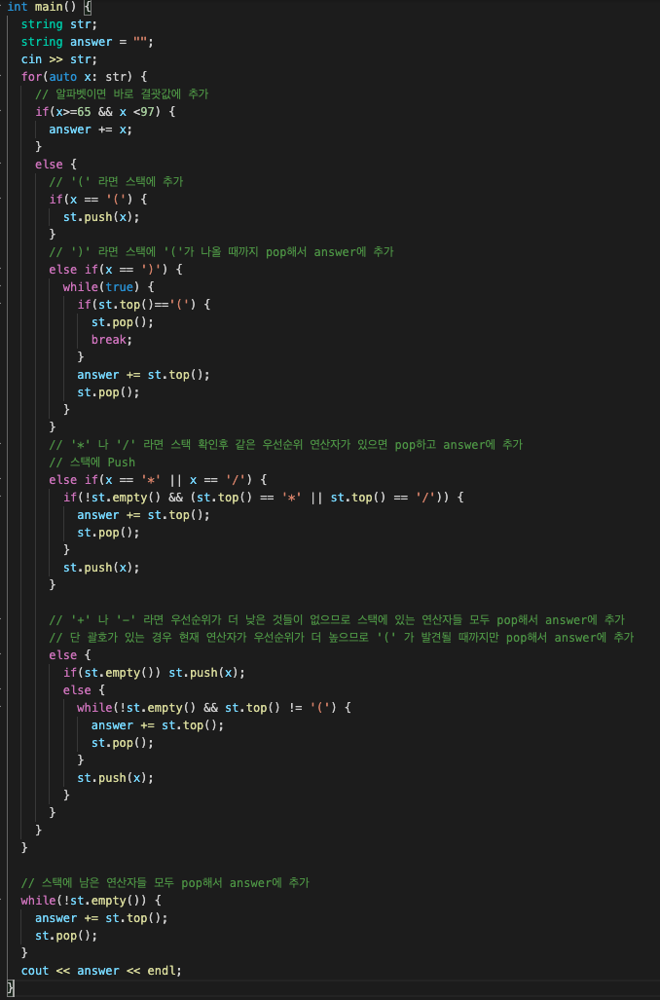 int main() {
string str;
string answer = "";
cin >> str;
for(auto x: str) {
// 알파벳이면 바로 결괏값에 추가
if(x>=65 && x <97) {
answer += x;
}
else {
// '(' 라면 스택에 추가
if(x == '(') {
st.push(x);
}
// ')' 라면 스택에 '('가 나올 때까지 pop해서 answer에 추가
else if(x == ')') {
while(true) {
if(st.top()=='(') {
st.pop();
break;
}
answer += st.top();
st.pop();
}
}
// '*' 나 '/' 라면 스택 확인후 같은 우선순위 연산자가 있으면 pop하고 answer에 추가
// 스택에 Push
else if(x == '*' || x == '/') {
if(!st.empty() && (st.top() == '*' || st.top() == '/')) {
answer += st.top();
st.pop();
}
st.push(x);
}
// '+' 나 '-' 라면 우선순위가 더 낮은 것들이 없으므로 스택에 있는 연산자들 모두 pop해서 answer에 추가
// 단 괄호가 있는 경우 현재 연산자가 우선순위가 더 높으므로 '(' 가 발견될 때까지만 pop해서 answer에 추가
else {
if(st.empty()) st.push(x);
else {
while(!st.empty() && st.top() != '(') {
answer += st.top();
st.pop();
}
st.push(x);
}
}
}
}
// 스택에 남은 연산자들 모두 pop해서 answer에 추가
while(!st.empty()) {
answer += st.top();
st.pop();
}
cout << answer << endl;
}